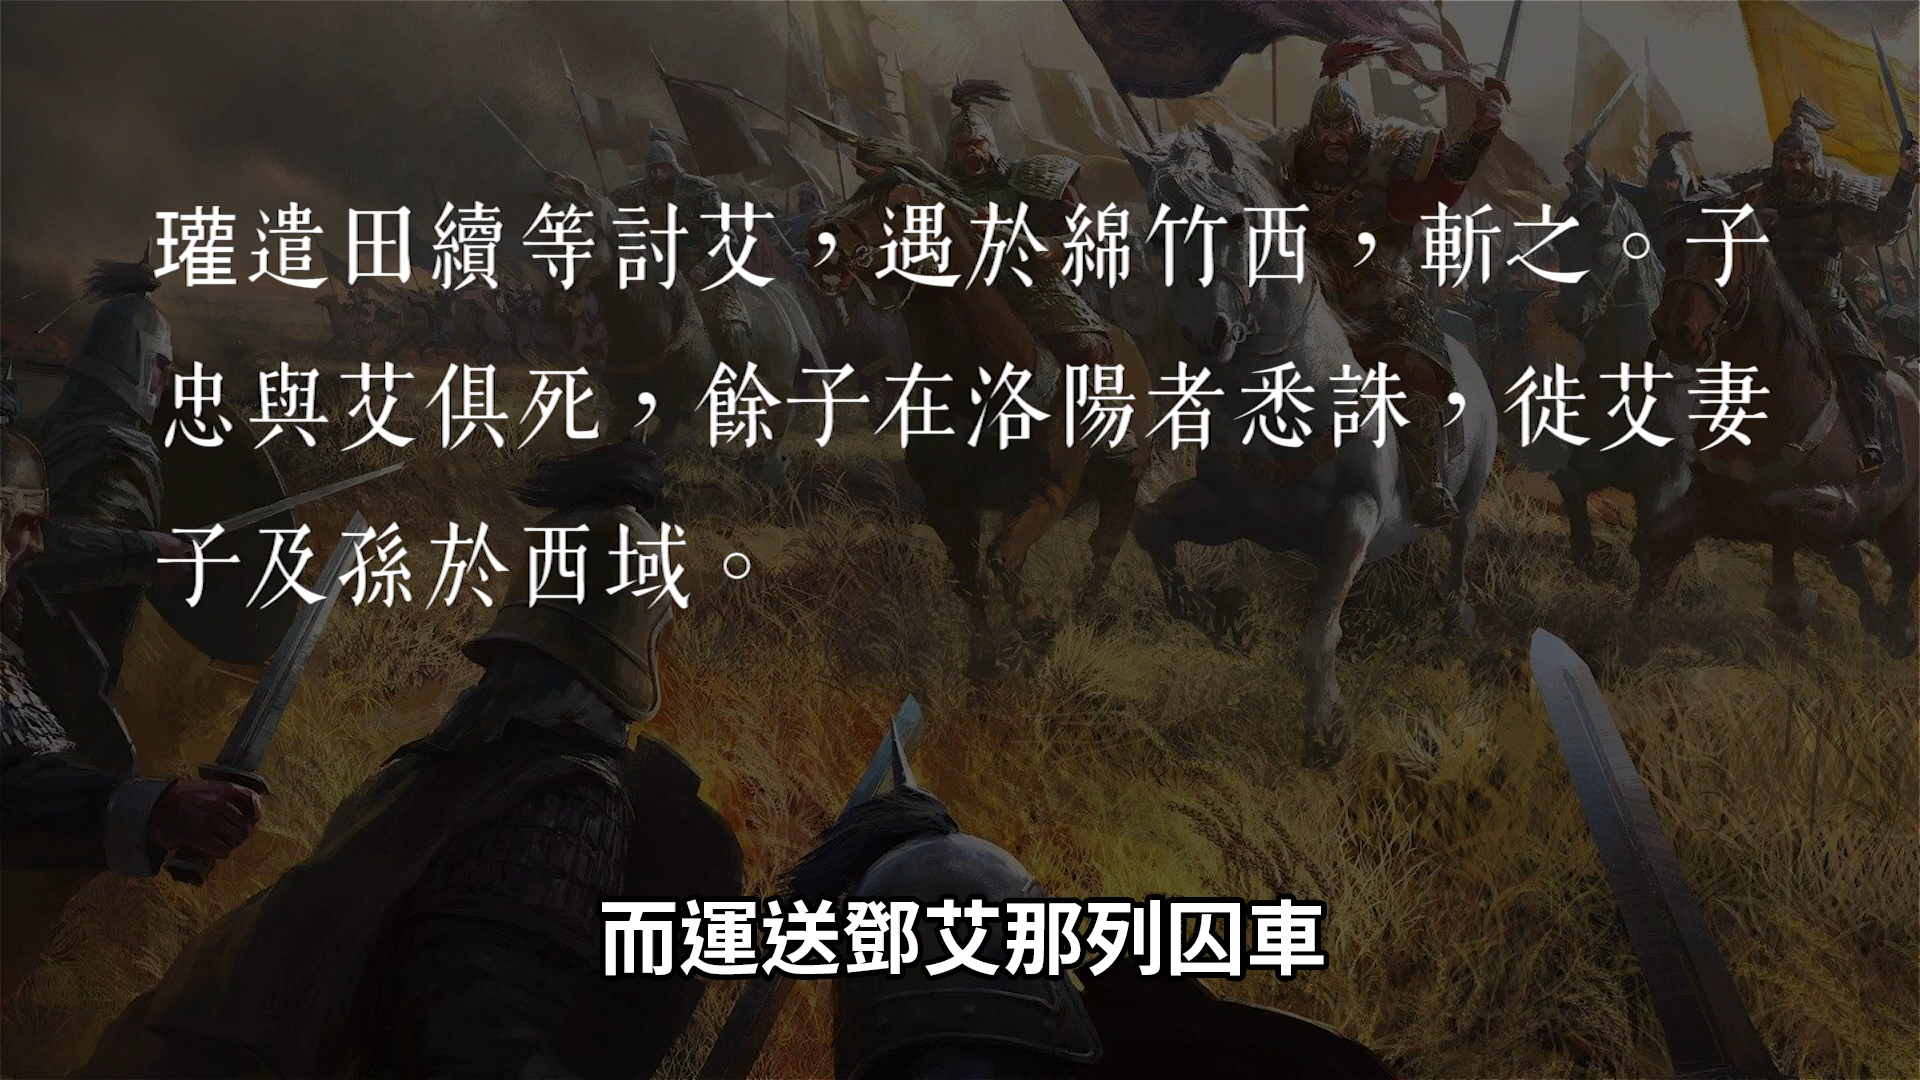 瓘遣田續等討艾，遇於綿竹西，斬之。子
忠與艾俱死，餘子在洛陽者悉誅，徙艾妻
子及孫於西域。
而運送鄧艾那列囚車